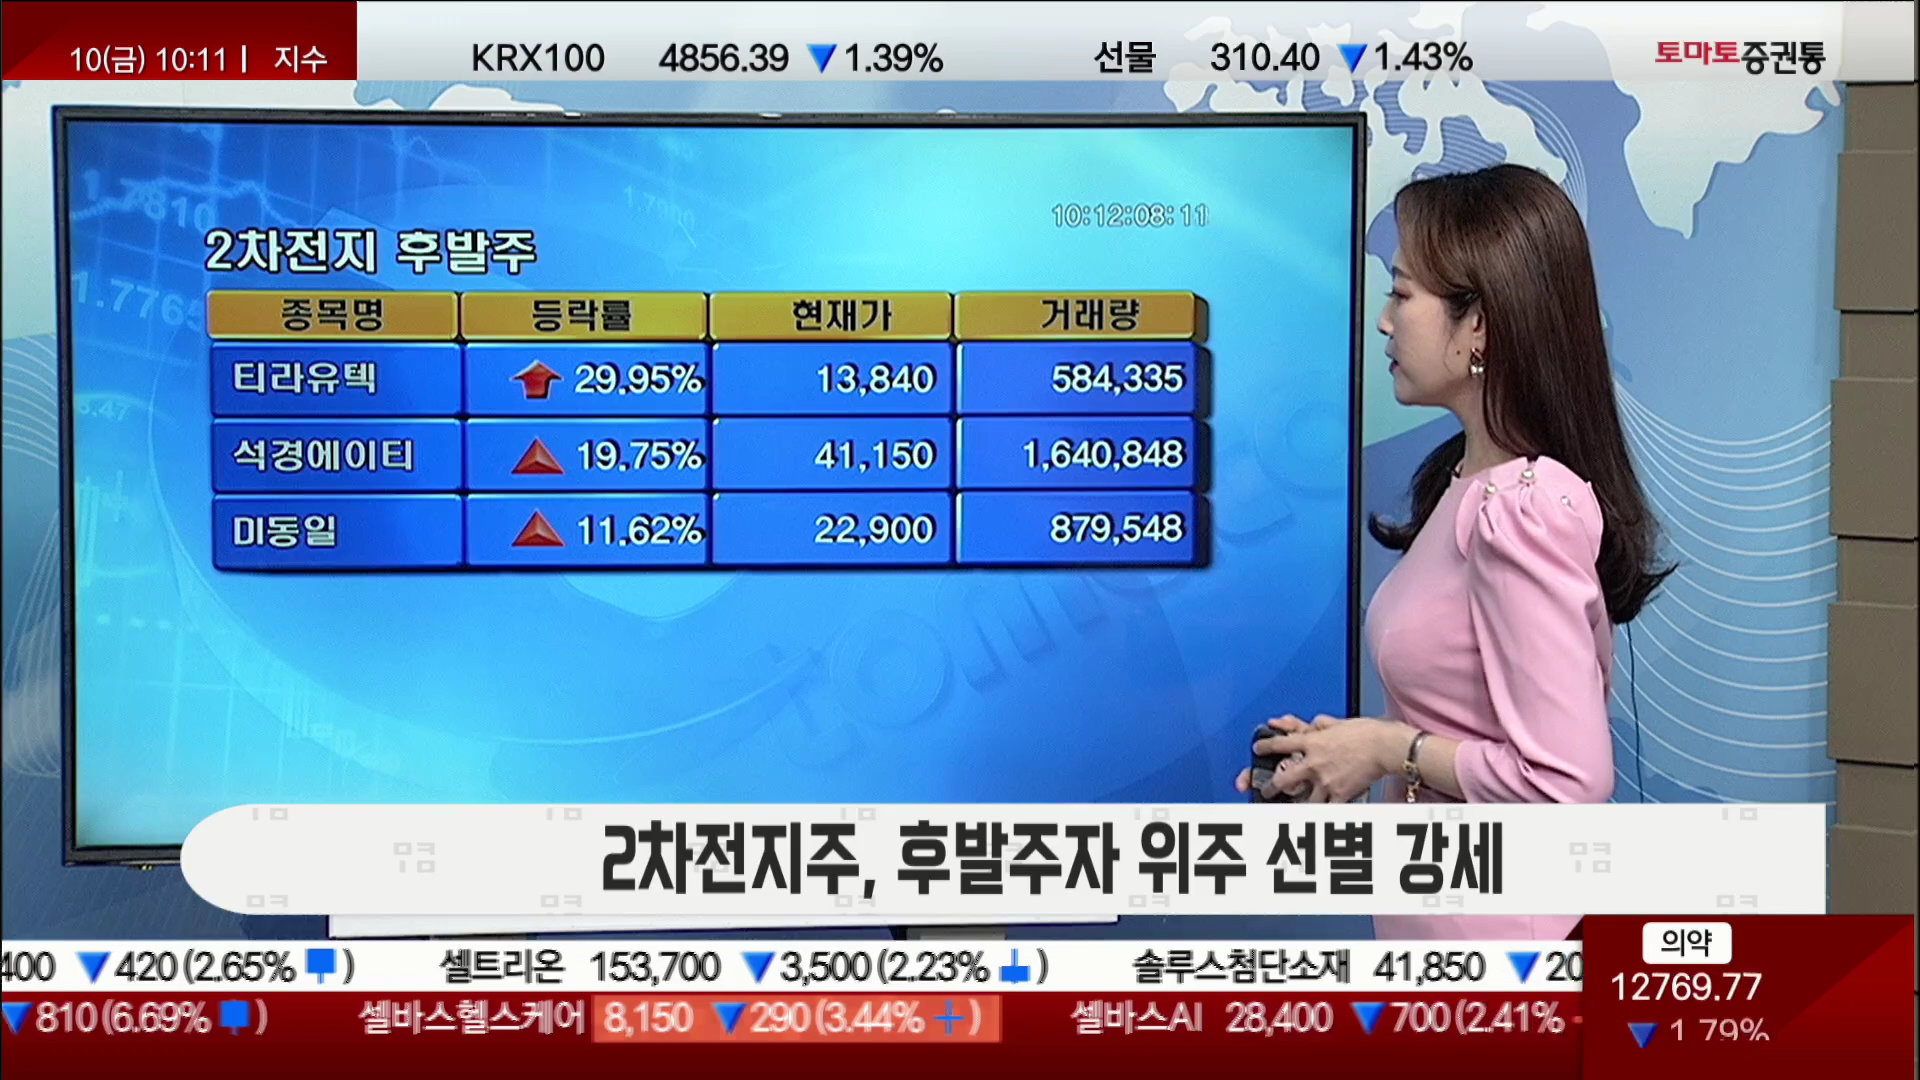 10(금) 10:11 | 지수 KRX100 4856.39 ▼ 1.39% 선물 310.40 ▼ 1.43% 토마토증권통
10:12:08:11
2차전지 후발주
종목명 등락률 현재가 거래량
티라유텍 29.95% 13,840 584,335
석경에이티 ▲ 19.75% 41,150 1,640,848
미동일 ▲ 11.62% 22,900 879,548
tomato
2차전지주, 후발주자 위주 선별 강세
400 ▼420(2.65%) 셀트리온 153,700 ▼3,500(2.23%) 솔루스첨단소재 41,850 ▼20
▼810(6.69%) 셀바스헬스케어 8,150 ▼290(3.44%) 셀바스AI 28,400 ▼700(2.41%
의약
12769.77
▼ 1.79%